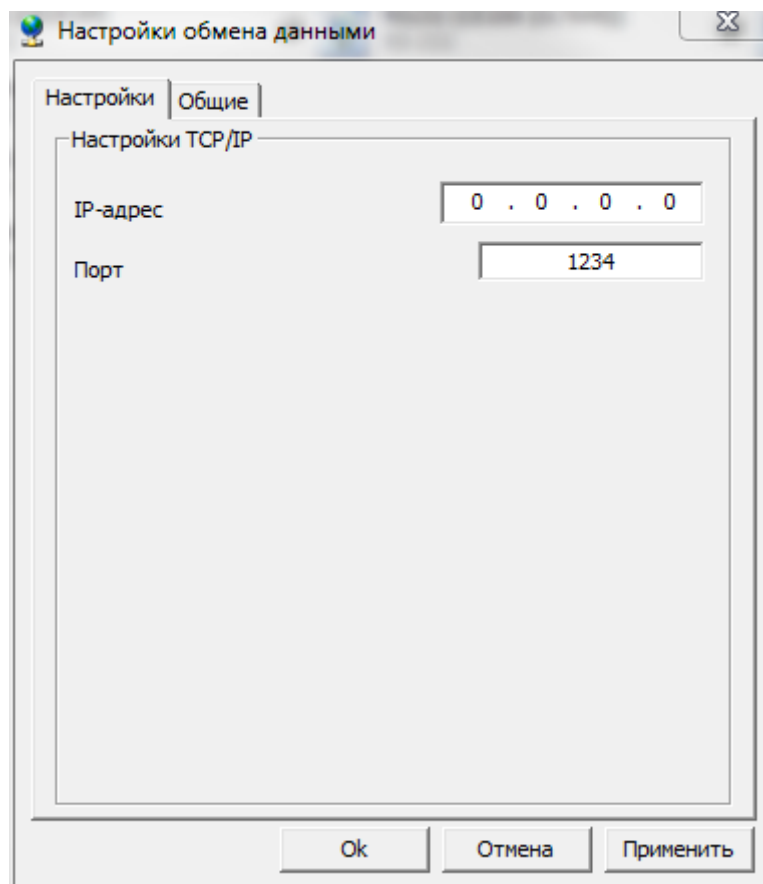 Настройки обмена данными
Настройки Общие
Настройки TCP/IP
IP-адрес 0 . 0 . 0 . 0
Порт 1234
Ok Отмена Применить